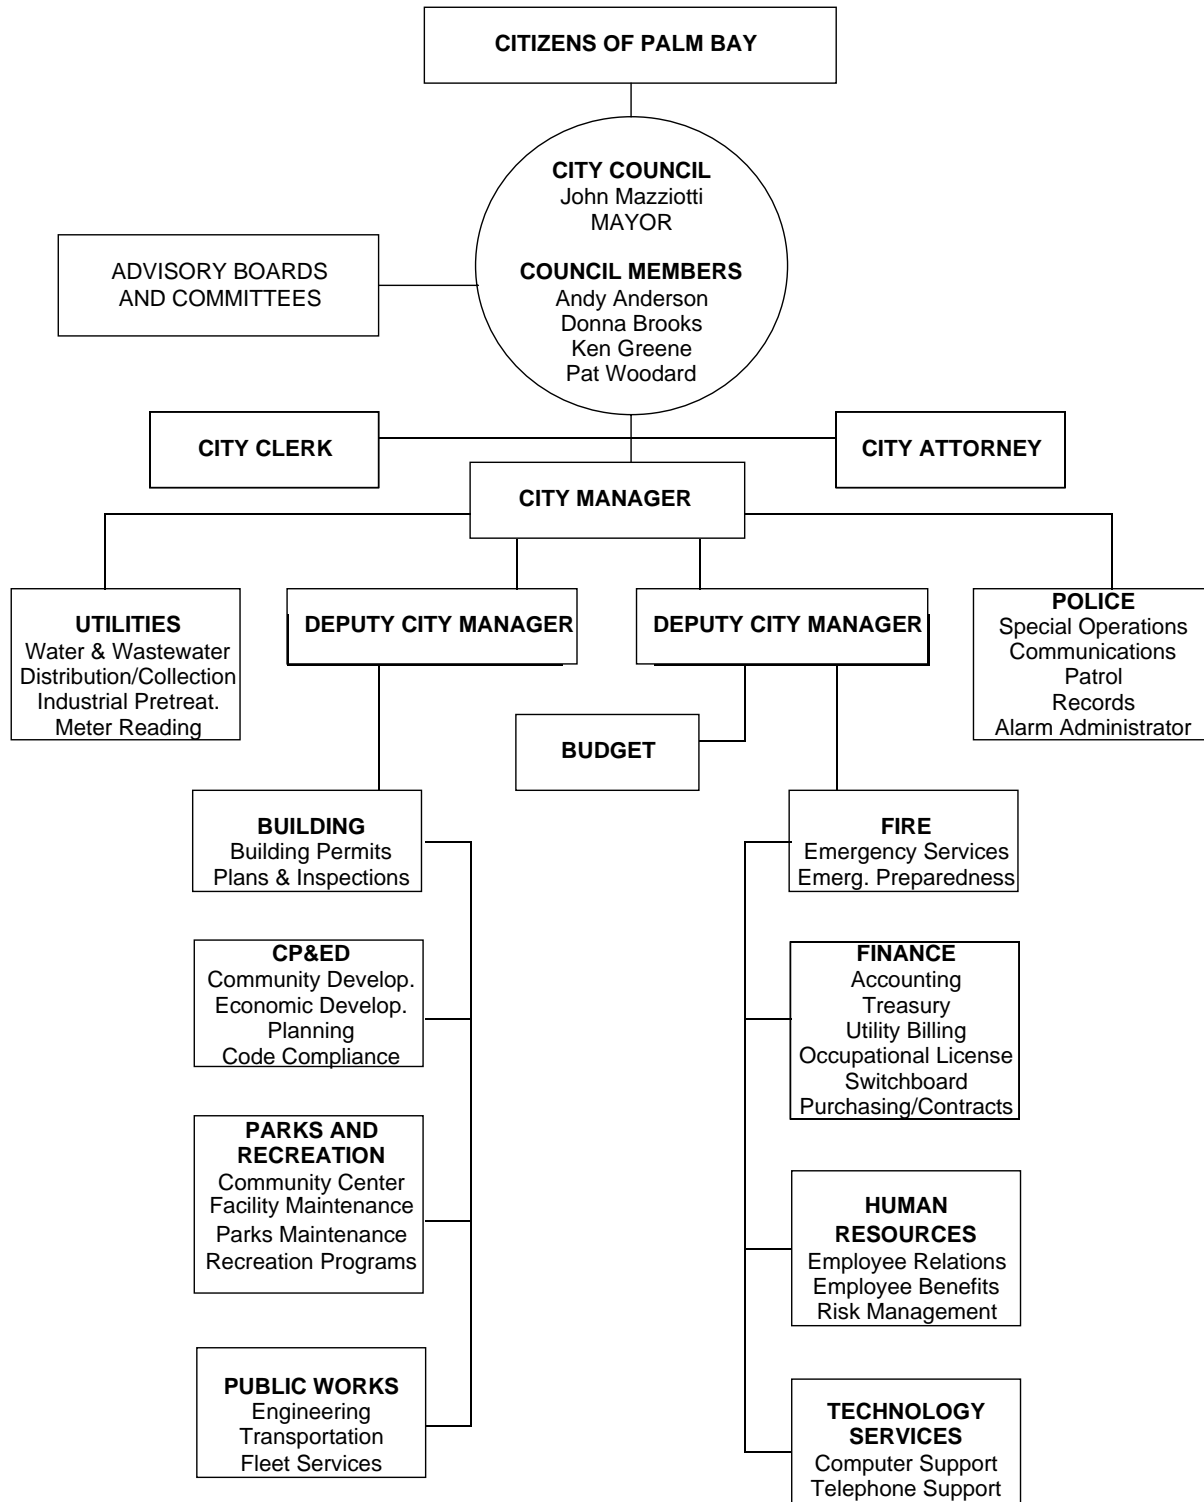 CITIZENS OF PALM BAY
CITY COUNCIL
John Mazziotti
MAYOR
COUNCIL MEMBERS
Andy Anderson
Donna Brooks
Ken Greene
Pat Woodard
ADVISORY BOARDS
AND COMMITTEES
CITY CLERK
CITY ATTORNEY
CITY MANAGER
UTILITIES
Water & Wastewater
Distribution/Collection
Industrial Pretreat.
Meter Reading
DEPUTY CITY MANAGER
DEPUTY CITY MANAGER
POLICE
Special Operations
Communications
Patrol
Records
Alarm Administrator
BUDGET
BUILDING
Building Permits
Plans & Inspections
CP&ED
Community Develop.
Economic Develop.
Planning
Code Compliance
PARKS AND
RECREATION
Community Center
Facility Maintenance
Parks Maintenance
Recreation Programs
PUBLIC WORKS
Engineering
Transportation
Fleet Services
FIRE
Emergency Services
Emerg. Preparedness
FINANCE
Accounting
Treasury
Utility Billing
Occupational License
Switchboard
Purchasing/Contracts
HUMAN
RESOURCES
Employee Relations
Employee Benefits
Risk Management
TECHNOLOGY
SERVICES
Computer Support
Telephone Support